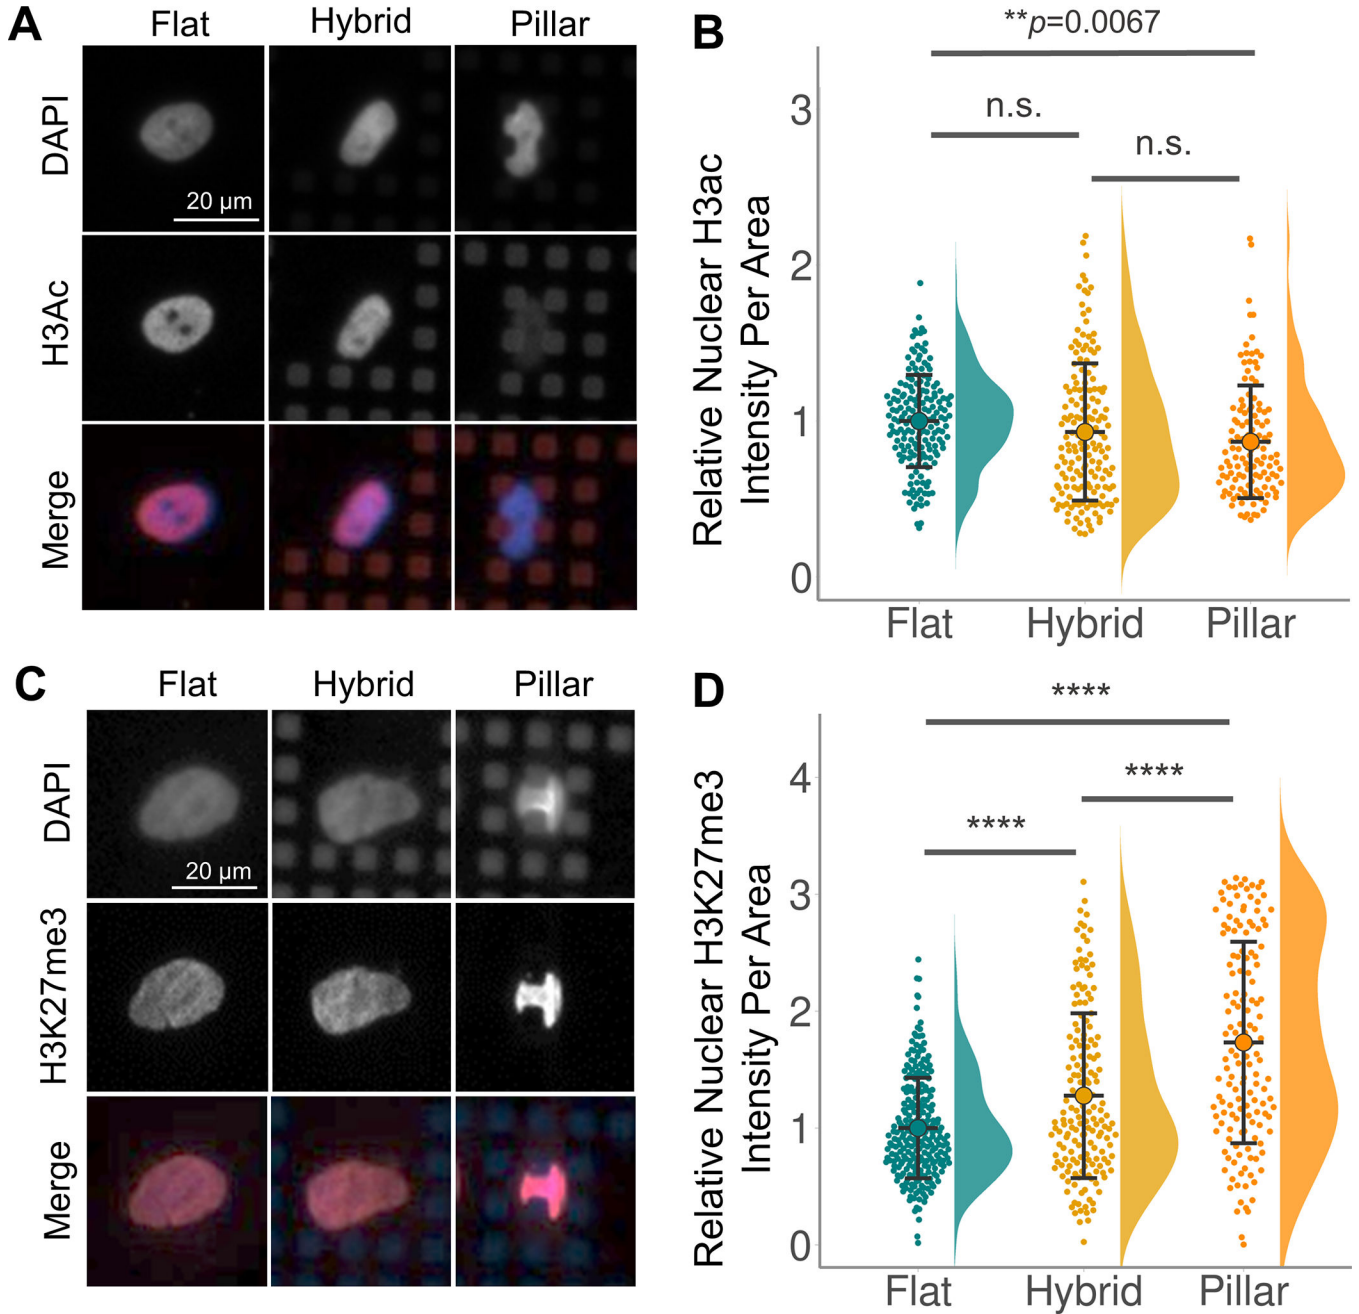 A
Flat Hybrid Pillar
DAPI
20 µm
H3Ac
Merge
B
**p=0.0067
n.s.
n.s.
Relative Nuclear H3ac
Intensity Per Area
3
2
1
0
Flat Hybrid Pillar
C
Flat Hybrid Pillar
DAPI
20 µm
H3K27me3
Merge
D
****
****
****
Relative Nuclear H3K27me3
Intensity Per Area
4
3
2
1
0
Flat Hybrid Pillar